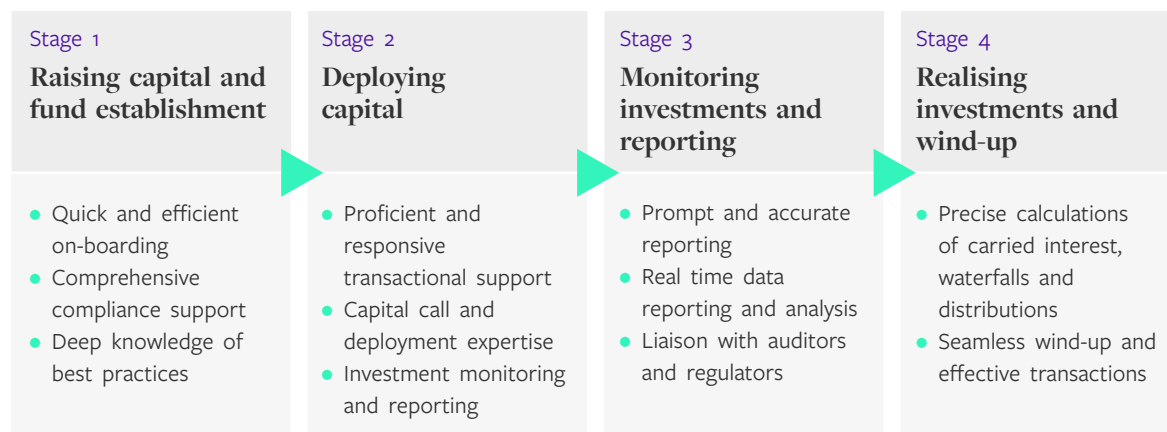 Stage 1
Raising capital and
fund establishment
Quick and efficient
on-boarding
Comprehensive
compliance support
Deep knowledge of
best practices
Stage 2
Deploying
capital
Proficient and
responsive
transactional support
Capital call and
deployment expertise
Investment monitoring
and reporting
Stage 3
Monitoring
investments and
reporting
Prompt and accurate
reporting
Real time data
reporting and analysis
Liaison with auditors
and regulators
Stage 4
Realising
investments and
wind-up
Precise calculations
of carried interest,
waterfalls and
distributions
Seamless wind-up and
effective transactions